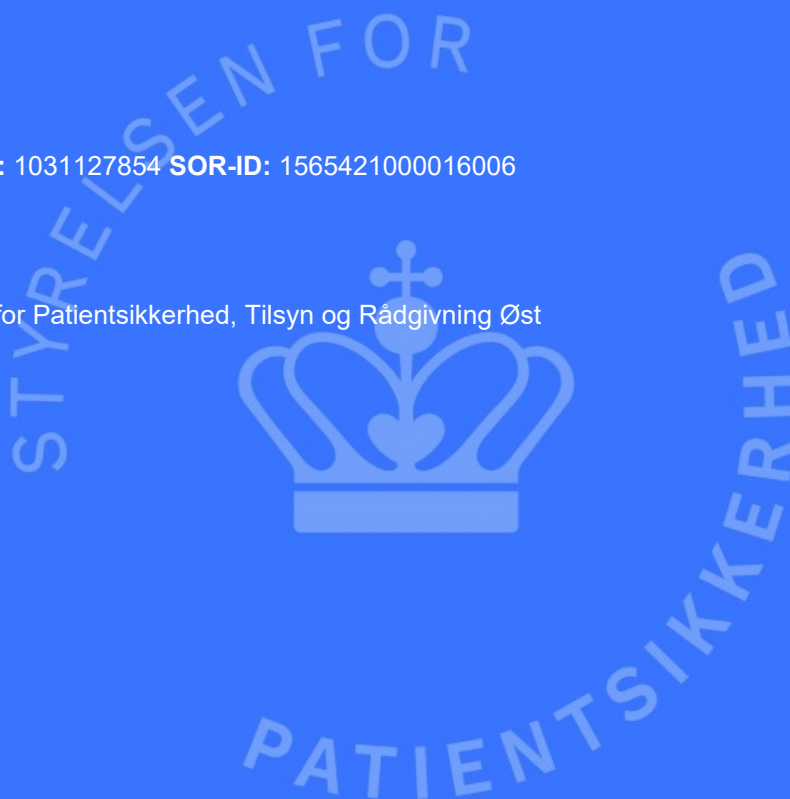 STYRELSEN FOR
: 1031127854 SOR-ID: 1565421000016006
for Patientsikkerhed, Tilsyn og Rådgivning Øst
PATIENTSIKKERHED